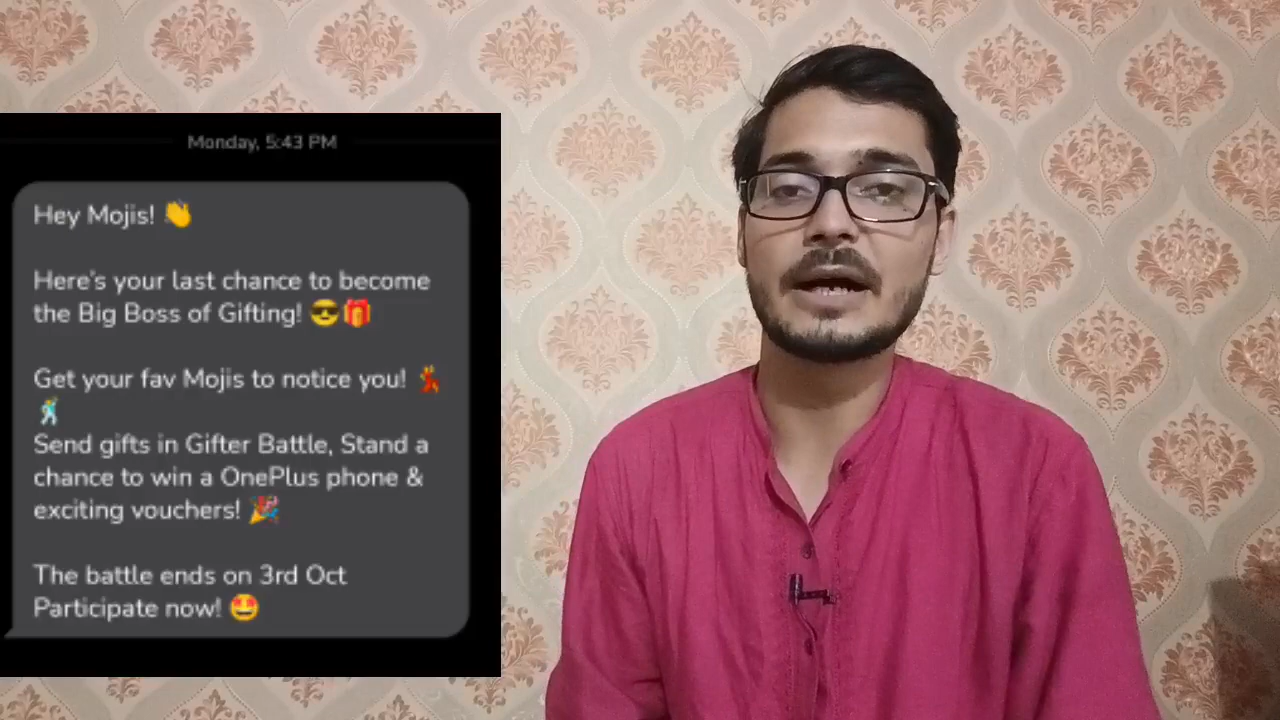 Monday, 5:43 PM
Hey Mojis! 👋
Here's your last chance to become
the Big Boss of Gifting! 😎🎁
Get your fav Mojis to notice you! 💃
🕺
Send gifts in Gifter Battle, Stand a
chance to win a OnePlus phone &
exciting vouchers! 🎉
The battle ends on 3rd Oct
Participate now! 🤩